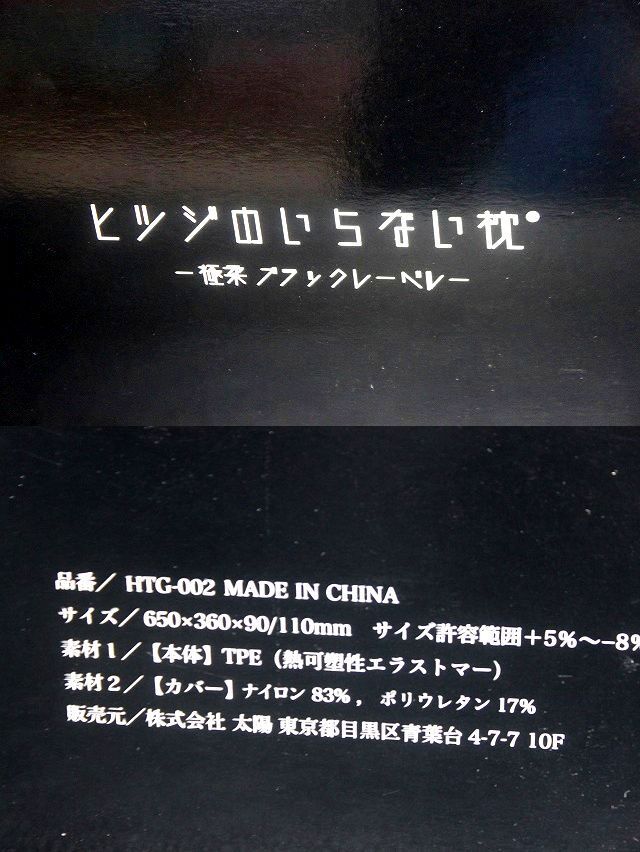 ヒツジのいらない枕
ー極柔 ブラックレーベルー
品番／ HTG-002 MADE IN CHINA
サイズ／ 650×360×90/110mm サイズ許容範囲＋5%～−8%
素材1／【本体】TPE（熱可塑性エラストマー）
素材2／【カバー】ナイロン 83% , ポリウレタン 17%
販売元／株式会社 太陽 東京都目黒区青葉台 4-7-7 10F